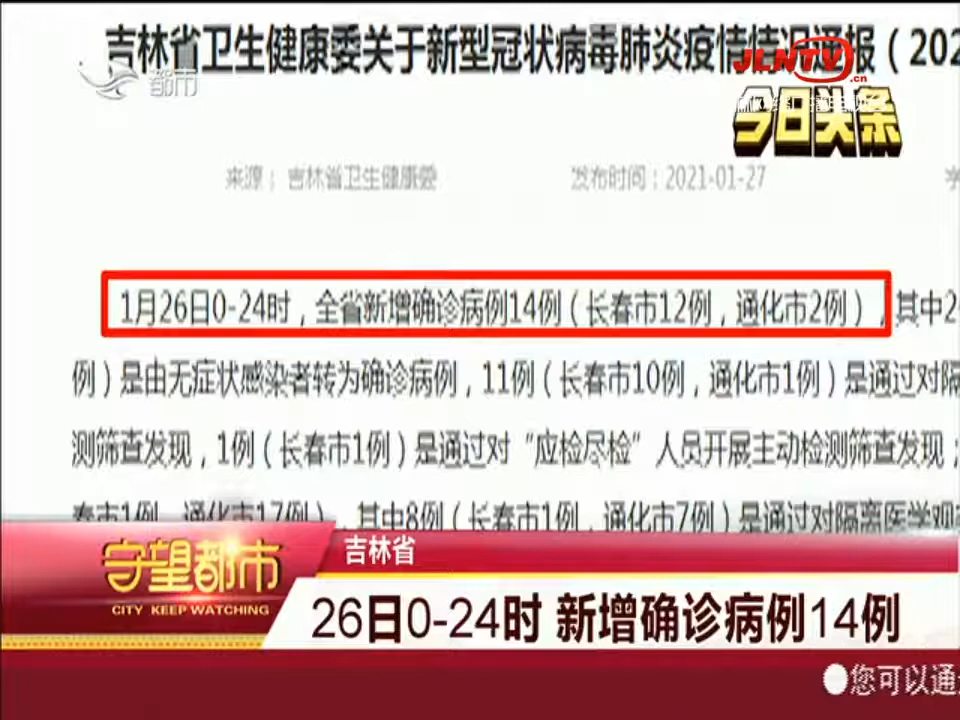 吉林省卫生健康委关于新型冠状病毒肺炎疫情情况通报（202
都市
JLNTV.cn
今日头条
来源：吉林省卫生健康委
发布时间：2021-01-27
1月26日0-24时，全省新增确诊病例14例（长春市12例，通化市2例），其中2
例）是由无症状感染者转为确诊病例，11例（长春市10例，通化市1例）是通过对隔
测筛查发现，1例（长春市1例）是通过对“应检尽检”人员开展主动检测筛查发现；
春市1例，通化市17例），其中8例（长春市1例，通化市7例）是通过对隔离医学观
守望都市
CITY KEEP WATCHING
吉林省
26日0-24时 新增确诊病例14例
●您可以通